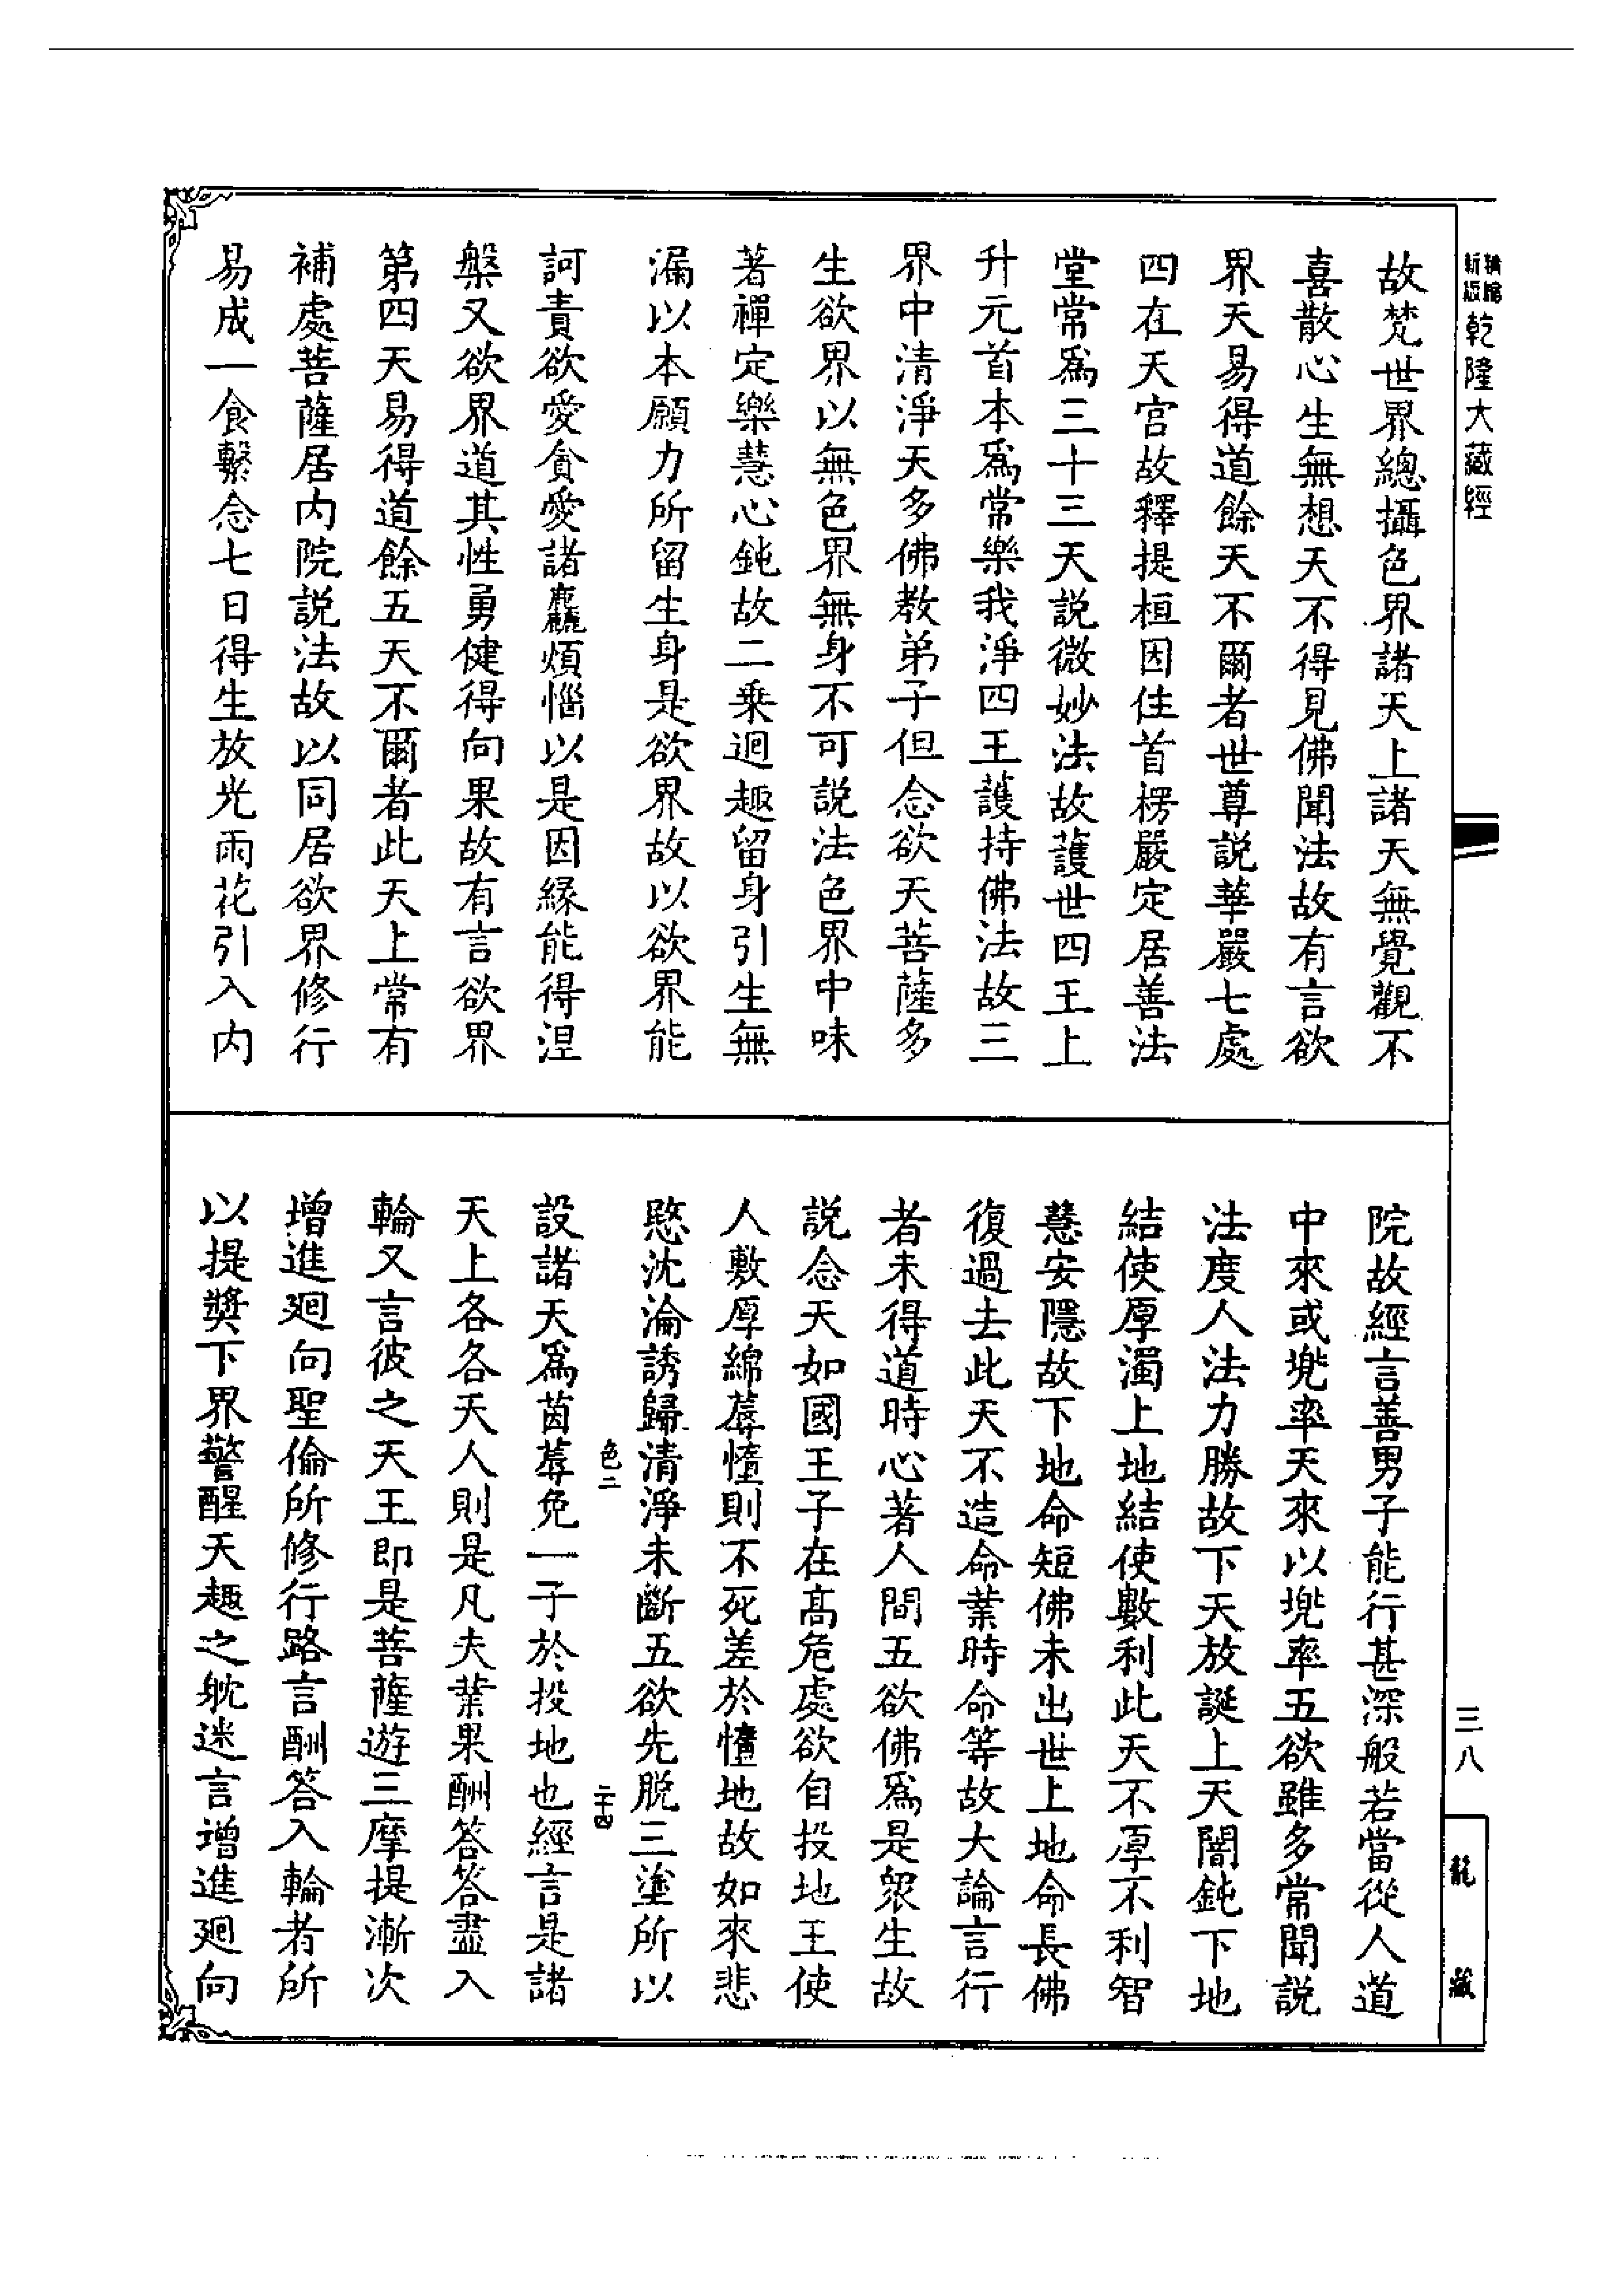 乾隆大藏經
故梵世界總攝色界諸天上諸天無覺觀不
喜散心生無想天不得見佛聞法故有言欲
界天易得道餘天不爾者世尊説華嚴七處
四在天宫故釋提桓因住首楞嚴定居善法
堂常爲三十三天説微妙法故護世四王上
升元首本爲常樂我淨四王護持佛法故三
界中清淨天多佛教弟子但念欲天菩薩多
生欲界以無色界無身不可説法色界中味
著禪定樂慧心鈍故二乗迴趣留身引生無
漏以本願力所留生身是欲界故以欲界能
訶責欲愛貪愛諸麤煩惱以是因緣能得涅
槃又欲界道其性勇健得向果故有言欲界
第四天易得道餘五天不爾者此天上常有
補處菩薩居内院説法故以同居欲界修行
易成一食繫念七日得生放光雨花引入内
院故經言善男子能行甚深般若當從人道
中來或兜率天來以兜率五欲雖多常聞説
法度人法力勝故下天放誕上天闇鈍下地
結使厚濁上地結使數利此天不厚不利智
慧安隱故下地命短佛未出世上地命長佛
復過去此天不造命葉時命等故大論言行
者未得道時心著人間五欲佛爲是衆生故
説念天如國王子在髙危處欲自投地王使
人敷厚綿蓐慞則不死差於慞地故如來悲
愍沈淪誘歸清淨未斷五欲先脱三塗所以
色二
二十四
設諸天爲茵蓐免一子於投地也經言是諸
天上各各天人則是凡夫葉果酬答答盡入
輪又言彼之天王即是菩薩遊三摩提漸次
增進廻向聖倫所修行路言酬答入輪者所
以提奬下界警醒天趣之躭迷言增進廻向
三八
龍
藏